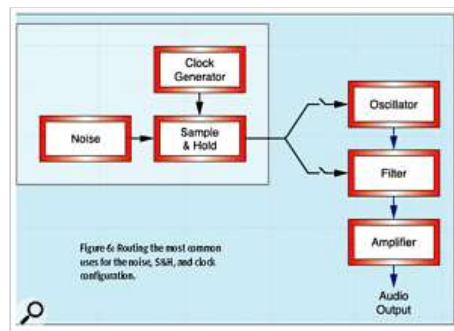 Clock
Generator
Noise
Sample
& Hold
Oscillator
Filter
Amplifier
Audio
Output
Figure 6: Routing the most common
uses for the noise, S&H, and clock
configuration.